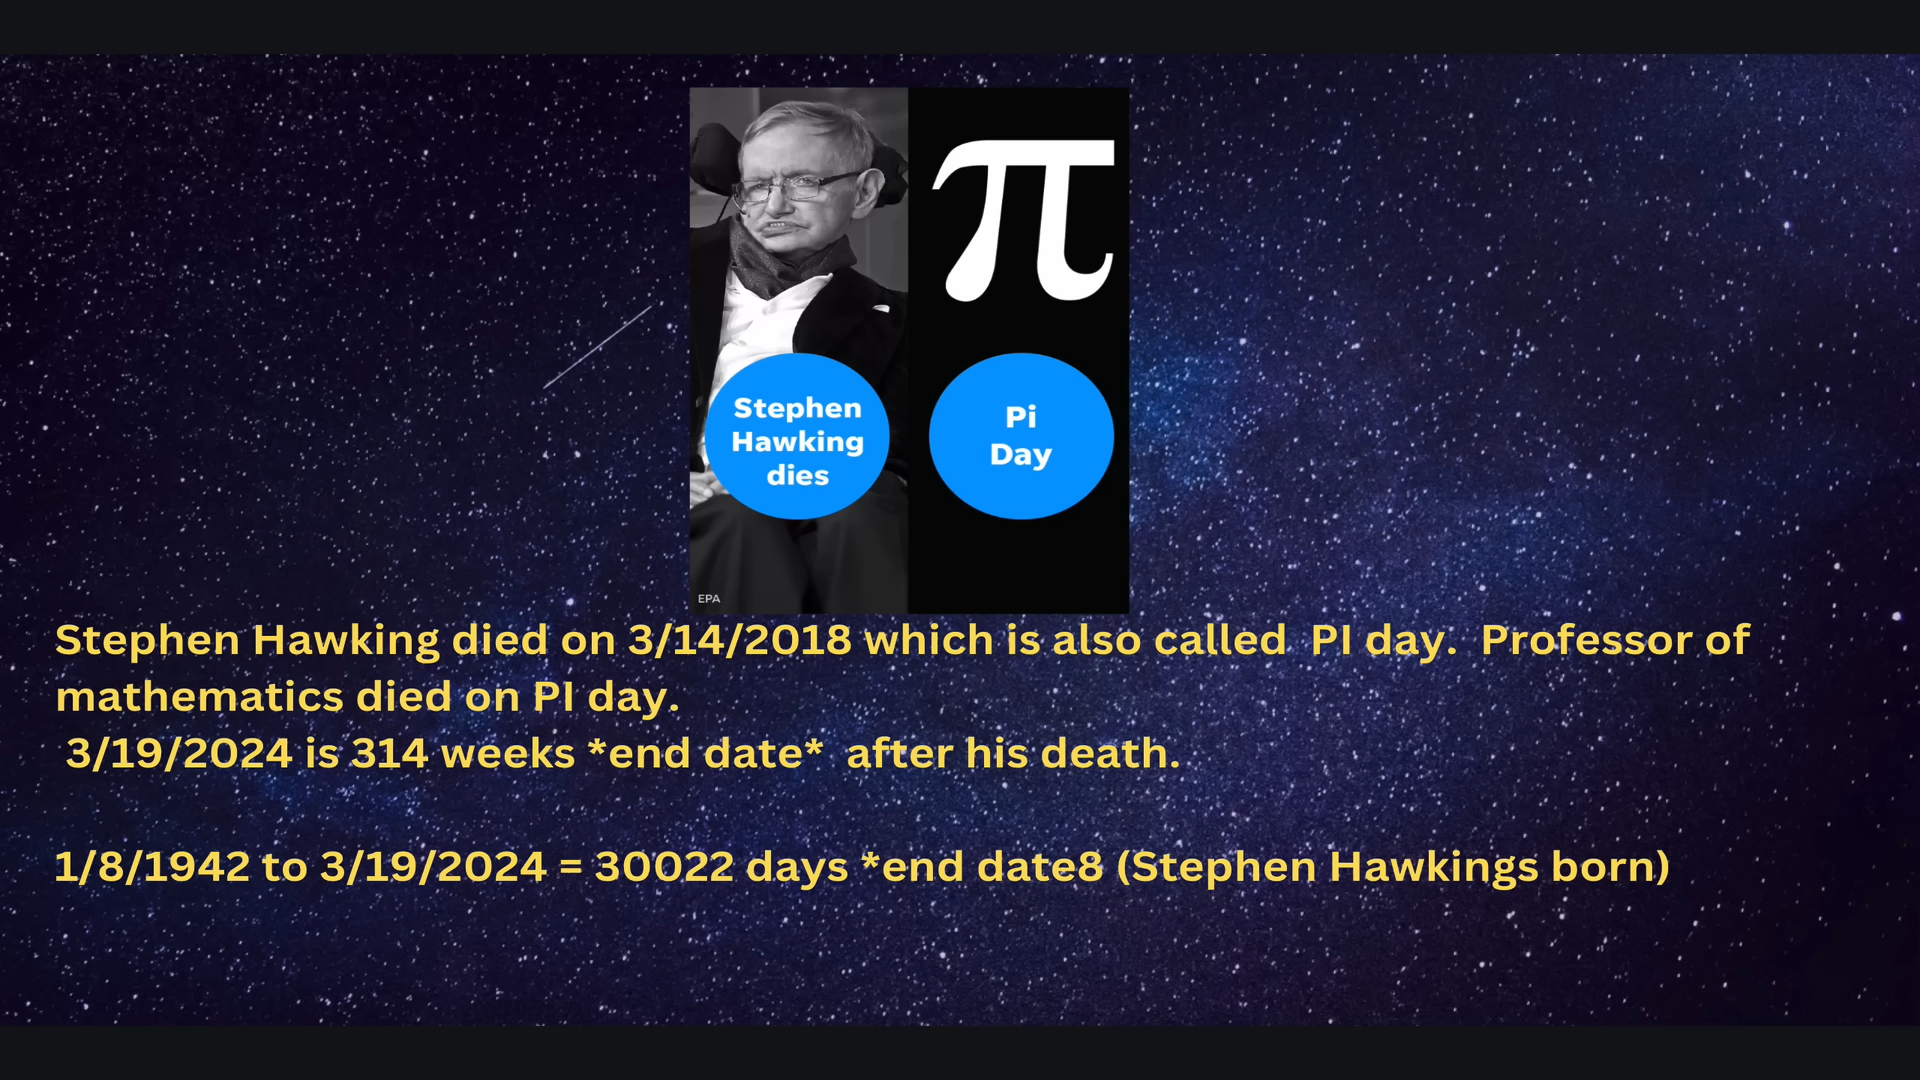 π
Stephen
Hawking
dies
Pi
Day
EPA
Stephen Hawking died on 3/14/2018 which is also called  PI day.  Professor of
mathematics died on PI day.
3/19/2024 is 314 weeks *end date*  after his death.
1/8/1942 to 3/19/2024 = 30022 days *end date8 (Stephen Hawkings born)